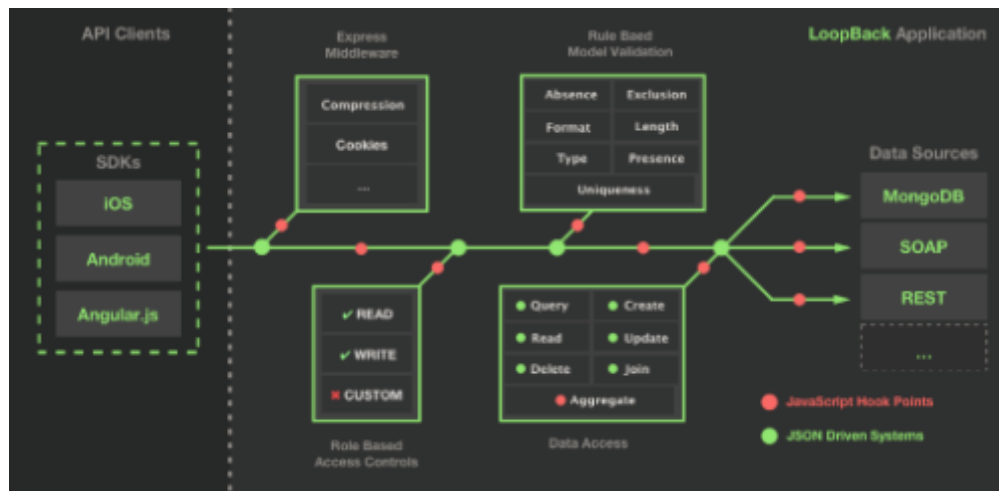 API Clients
Express
Middleware
Rule Baed
Model Validation
LoopBack Application
SDKs
iOS
Android
Angular.js
Compression
Cookies
...
Absence Exclusion
Format Length
Type Presence
Uniqueness
Data Sources
MongoDB
SOAP
REST
...
✔ READ
✔ WRITE
✖ CUSTOM
Role Based
Access Controls
Query Create
Read Update
Delete Join
Aggregate
Data Access
JavaScript Hook Points
JSON Driven Systems